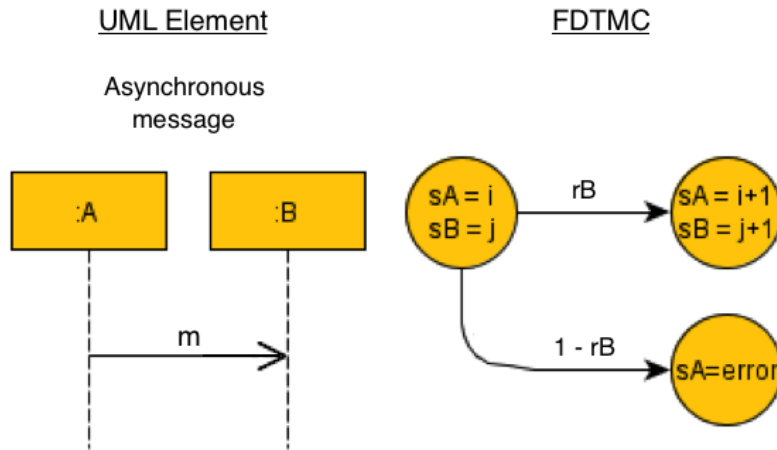 UML Element
FDTMC
Asynchronous
message
:A
:B
m
sA = i
sB = j
rB
sA = i+1
sB = j+1
1 - rB
sA=error